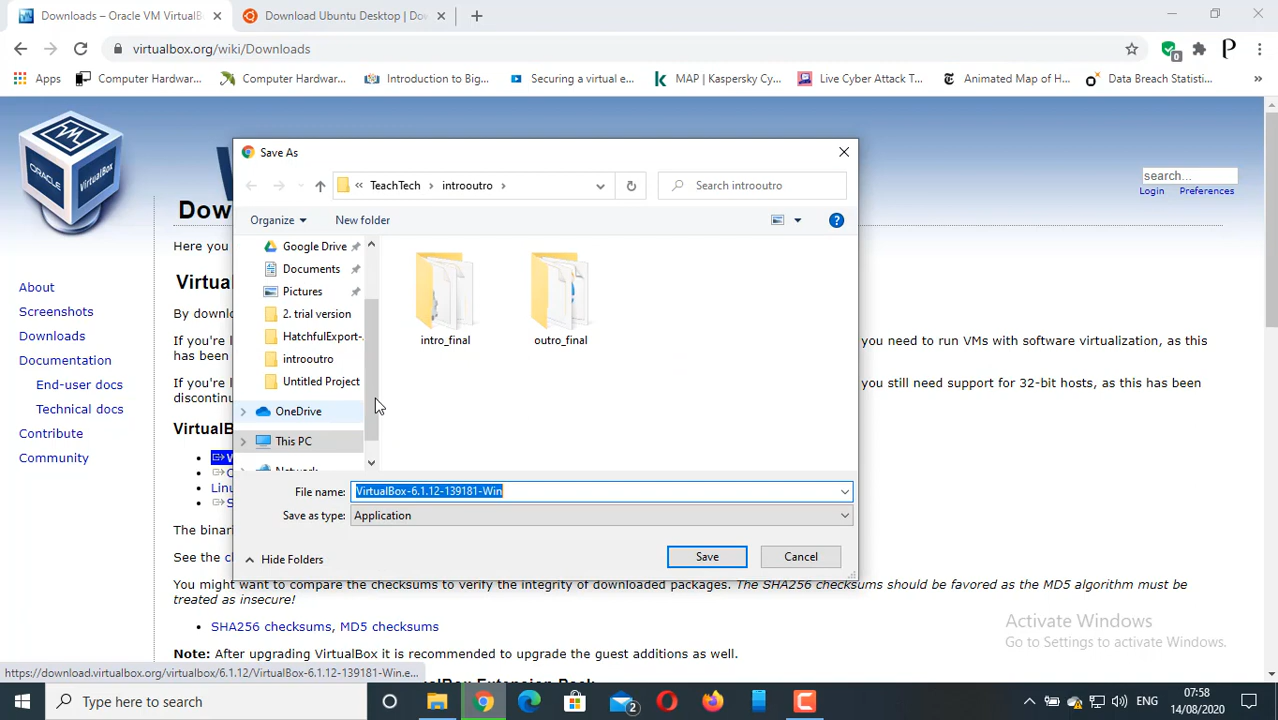 Downloads – Oracle VM VirtualB
Download Ubuntu Desktop | Do
virtualbox.org/wiki/Downloads
Apps
Computer Hardwar...
Computer Hardwar...
Introduction to Big...
Securing a virtual e...
MAP | Kaspersky Cy...
Live Cyber Attack T...
Animated Map of H...
Data Breach Statisti...
ORACLE
VirtualBox
search...
Login Preferences
Here you
Virtual
By downlo
If you're l
you need to run VMs with software virtualization, as this
has been
If you're l
you still need support for 32-bit hosts, as this has been
discontinu
VirtualB
Linux
The binari
See the c
You might want to compare the checksums to verify the integrity of downloaded packages. The SHA256 checksums should be favored as the MD5 algorithm must be
treated as insecure!
SHA256 checksums, MD5 checksums
Note: After upgrading VirtualBox it is recommended to upgrade the guest additions as well.
About
Screenshots
Downloads
Documentation
End-user docs
Technical docs
Contribute
Community
Save As
« TeachTech › introoutro ›
Search introoutro
Organize
New folder
?
Google Drive
Documents
Pictures
2. trial version
HatchfulExport-
introoutro
Untitled Project
OneDrive
This PC
Network
intro_final
outro_final
File name: VirtualBox-6.1.12-139181-Win
Save as type: Application
Hide Folders
Save
Cancel
Activate Windows
Go to Settings to activate Windows.
https://download.virtualbox.org/virtualbox/6.1.12/VirtualBox-6.1.12-139181-Win.e...
Type here to search
2
ENG
07:58
14/08/2020